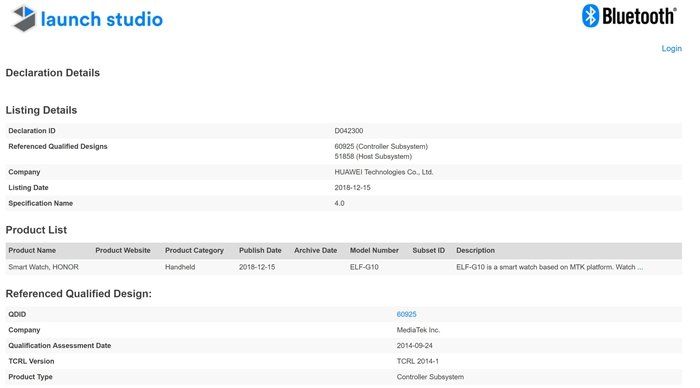 launch studio
Bluetooth®
Login
Declaration Details
Listing Details
Declaration ID D042300
Referenced Qualified Designs 60925 (Controller Subsystem)
51858 (Host Subsystem)
Company HUAWEI Technologies Co., Ltd.
Listing Date 2018-12-15
Specification Name 4.0
Product List
Product Name Product Website Product Category Publish Date Archive Date Model Number Subset ID Description
Smart Watch, HONOR Handheld 2018-12-15 ELF-G10 ELF-G10 is a smart watch based on MTK platform. Watch ...
Referenced Qualified Design:
QDID 60925
Company MediaTek Inc.
Qualification Assessment Date 2014-09-24
TCRL Version TCRL 2014-1
Product Type Controller Subsystem